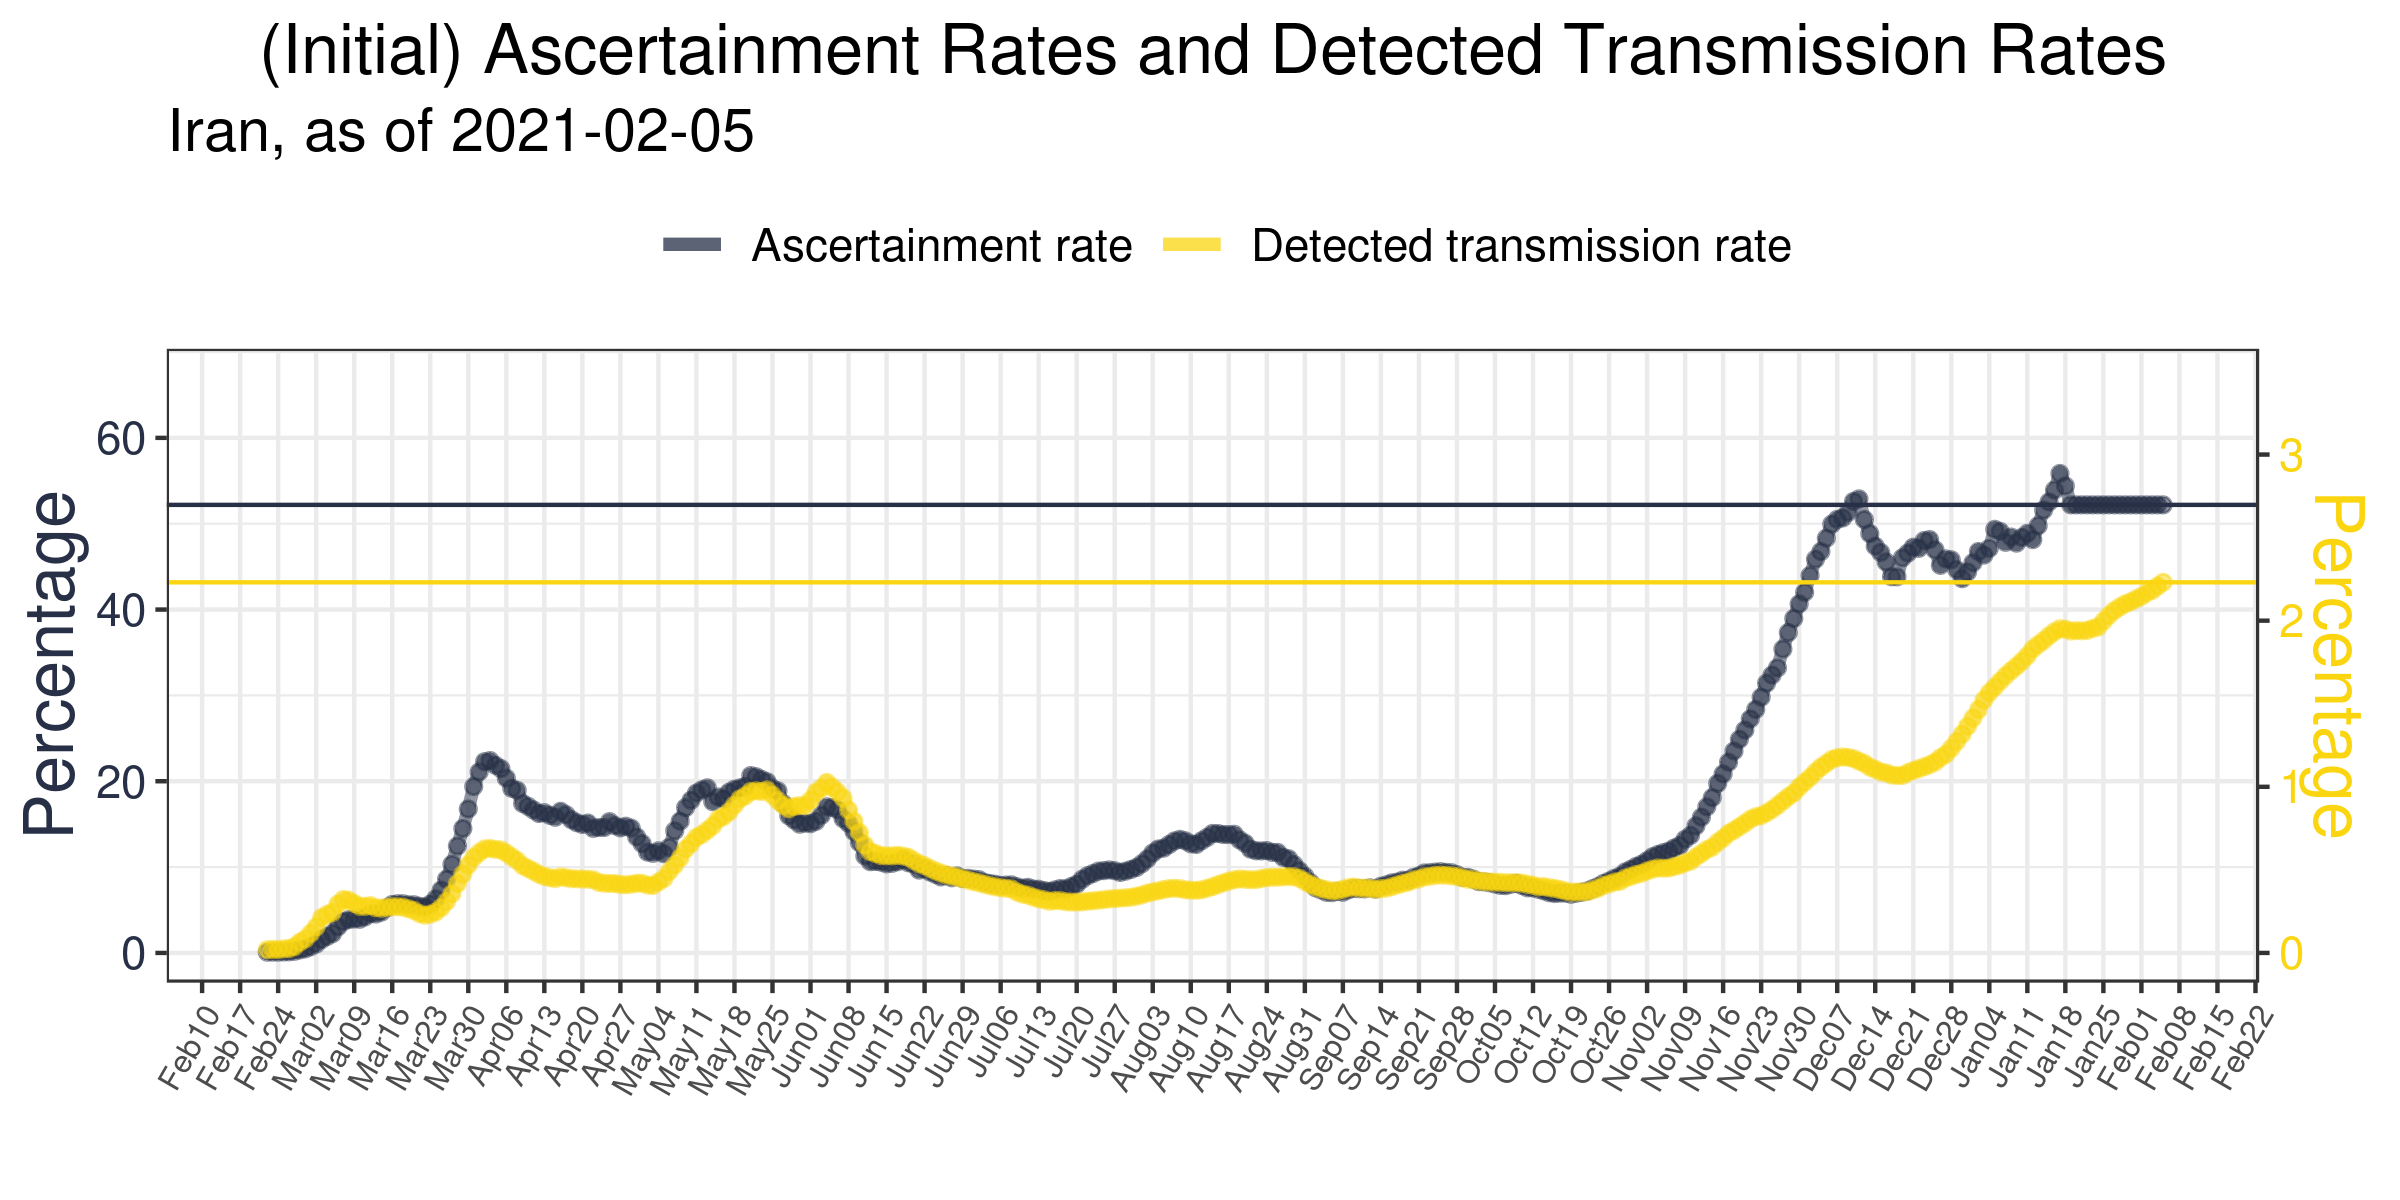 (Initial) Ascertainment Rates and Detected Transmission Rates
Iran, as of 2021-02-05
Ascertainment rate
Detected transmission rate
Percentage
60
40
20
0
3
2
1
0
Percentage
Feb10
Feb17
Feb24
Mar02
Mar09
Mar16
Mar23
Mar30
Apr06
Apr13
Apr20
Apr27
May04
May11
May18
May25
Jun01
Jun08
Jun15
Jun22
Jun29
Jul06
Jul13
Jul20
Jul27
Aug03
Aug10
Aug17
Aug24
Aug31
Sep07
Sep14
Sep21
Sep28
Oct05
Oct12
Oct19
Oct26
Nov02
Nov09
Nov16
Nov23
Nov30
Dec07
Dec14
Dec21
Dec28
Jan04
Jan11
Jan18
Jan25
Feb01
Feb08
Feb15
Feb22